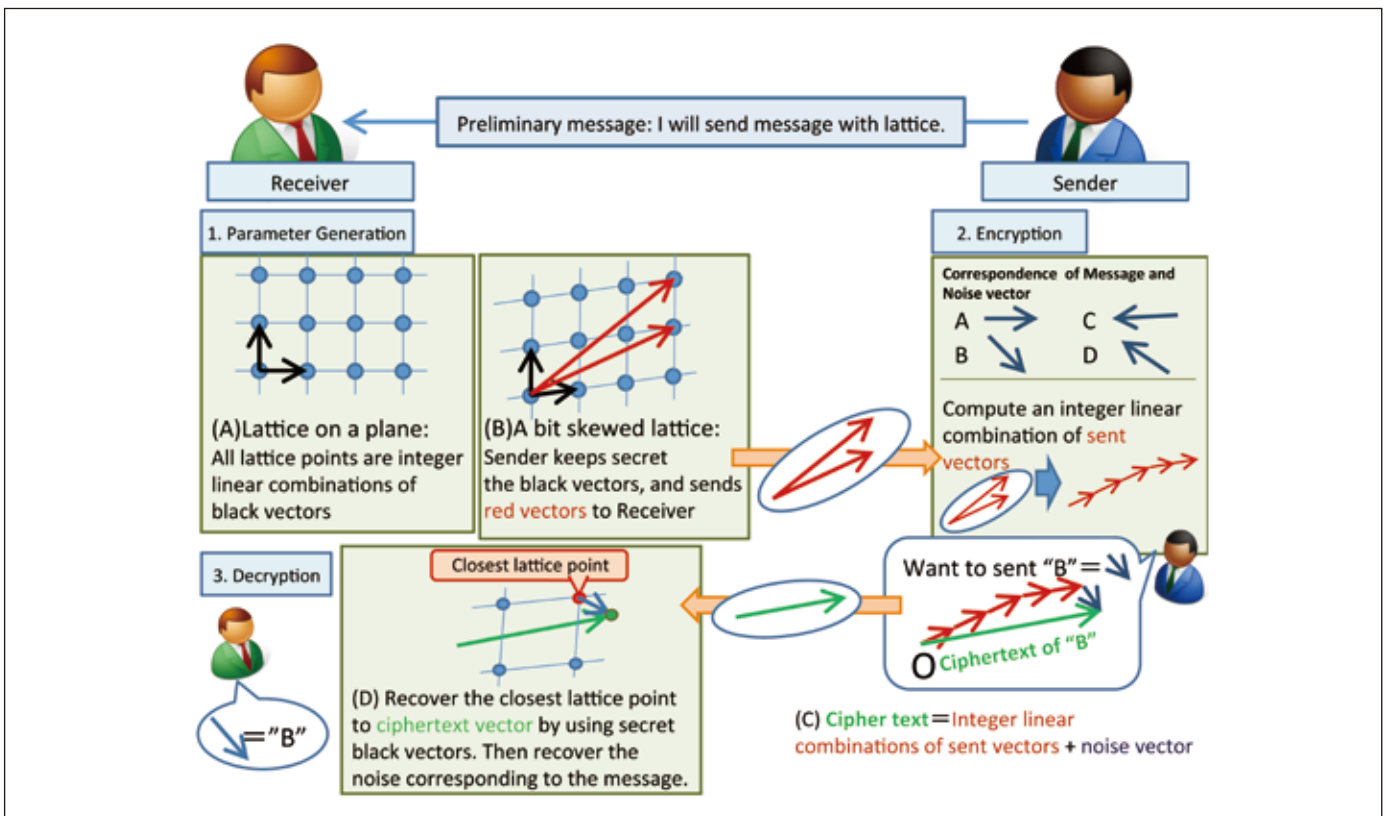 Preliminary message: I will send message with lattice.
Receiver
Sender
1. Parameter Generation
(A)Lattice on a plane:
All lattice points are integer
linear combinations of
black vectors
(B)A bit skewed lattice:
Sender keeps secret
the black vectors, and sends
red vectors to Receiver
2. Encryption
Correspondence of Message and
Noise vector
A
C
B
D
Compute an integer linear
combination of sent
vectors
Want to sent “B”=
O
Ciphertext of “B”
(C) Cipher text=Integer linear
combinations of sent vectors + noise vector
3. Decryption
Closest lattice point
(D) Recover the closest lattice point
to ciphertext vector by using secret
black vectors. Then recover the
noise corresponding to the message.
=”B”